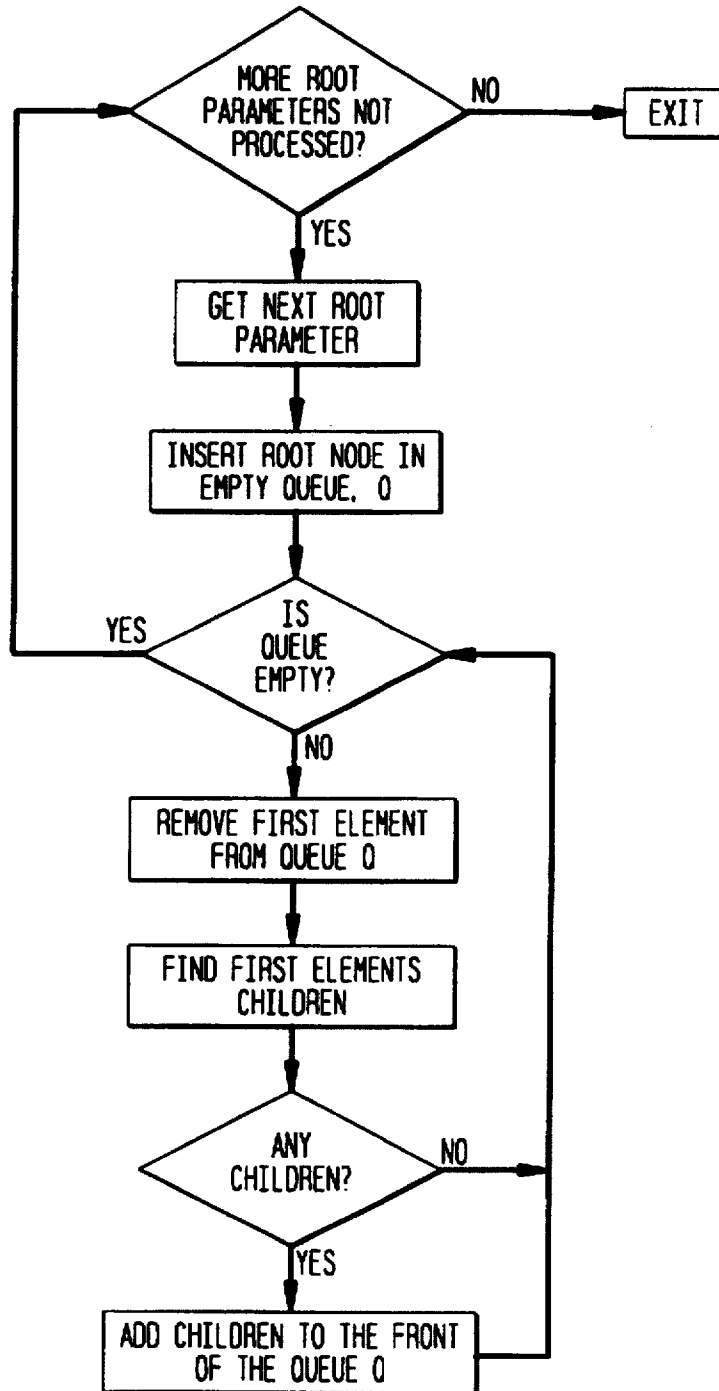 MORE ROOT
PARAMETERS NOT
PROCESSED?
NO
EXIT
YES
GET NEXT ROOT
PARAMETER
INSERT ROOT NODE IN
EMPTY QUEUE, Q
YES
IS
QUEUE
EMPTY?
NO
REMOVE FIRST ELEMENT
FROM QUEUE Q
FIND FIRST ELEMENTS
CHILDREN
ANY
CHILDREN?
NO
YES
ADD CHILDREN TO THE FRONT
OF THE QUEUE Q